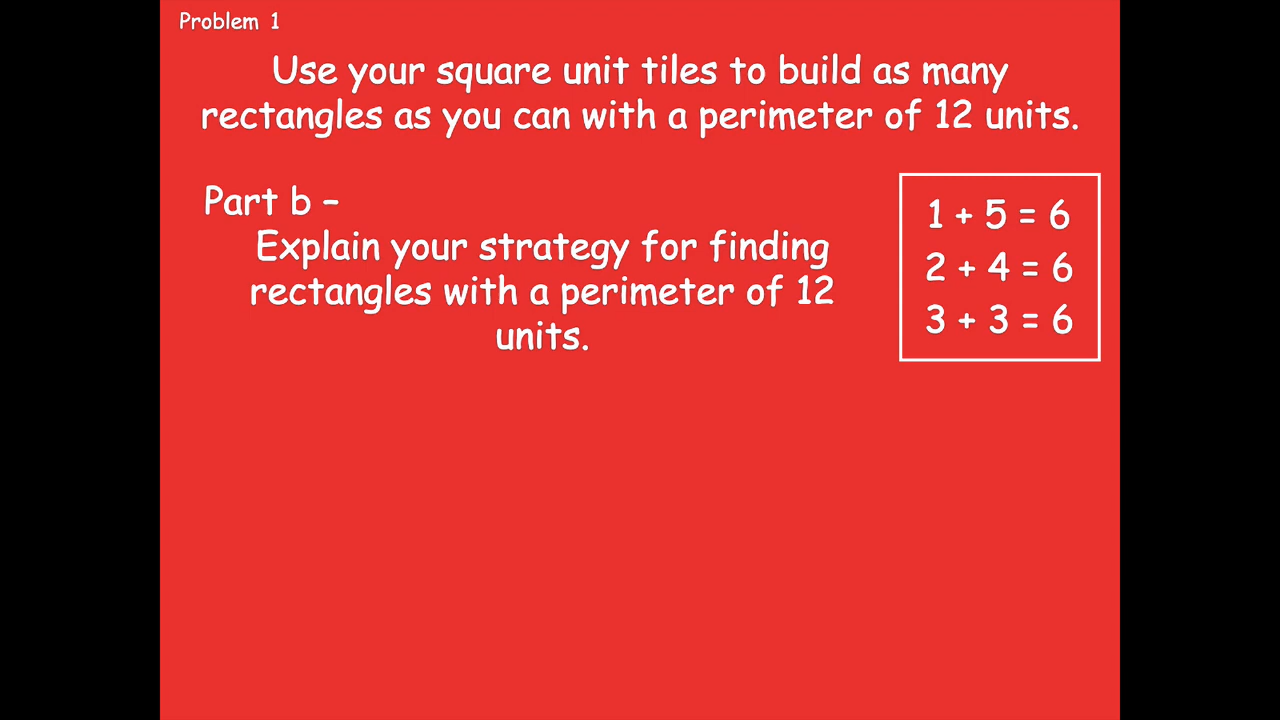 Problem 1
Use your square unit tiles to build as many
rectangles as you can with a perimeter of 12 units.
Part b –
Explain your strategy for finding
rectangles with a perimeter of 12
units.
1 + 5 = 6
2 + 4 = 6
3 + 3 = 6